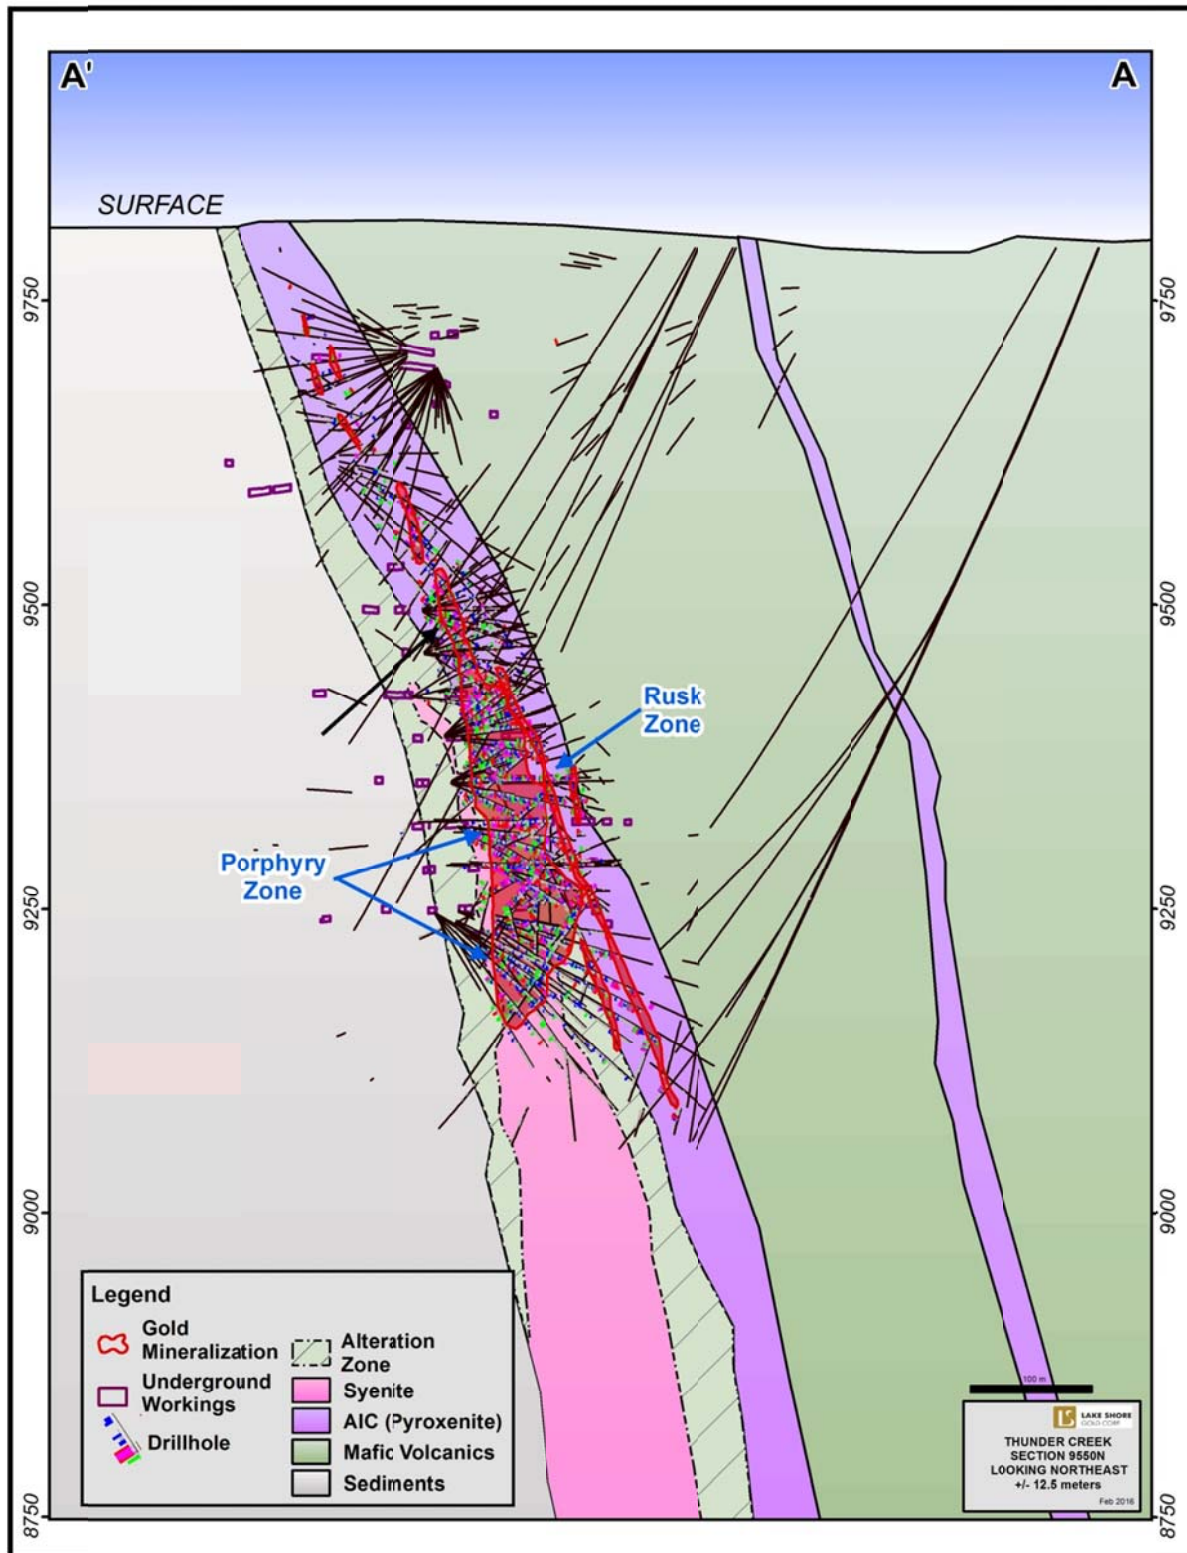 A'
A
SURFACE
9750
9750
9500
9500
Rusk
Zone
Porphyry
Zone
9250
9250
9000
9000
Legend
Gold
Mineralization
Underground
Workings
Drillhole
Alteration
Zone
Syenite
AIC (Pyroxenite)
Mafic Volcanics
Sediments
100 m
LAKE SHORE
GOLD CORP
THUNDER CREEK
SECTION 9550N
LOOKING NORTHEAST
+/- 12.5 meters
Feb 2016
8750
8750